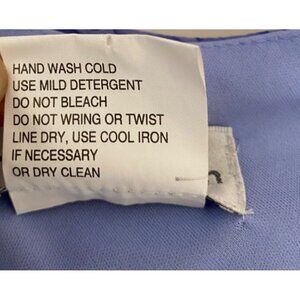 HAND WASH COLD
USE MILD DETERGENT
DO NOT BLEACH
DO NOT WRING OR TWIST
LINE DRY, USE COOL IRON
IF NECESSARY
OR DRY CLEAN